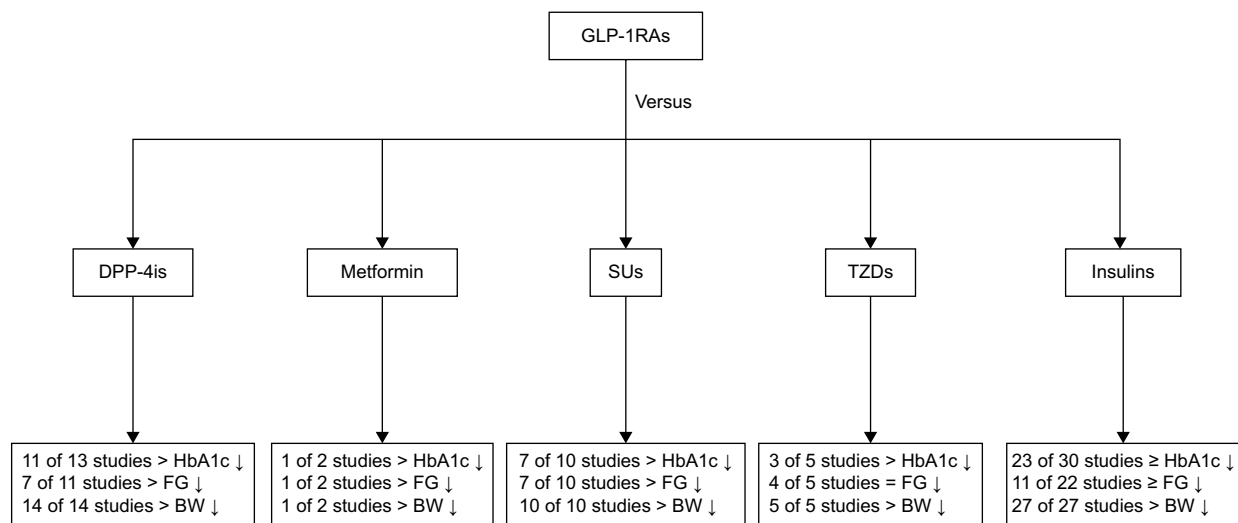 GLP-1RAs
Versus
DPP-4is
Metformin
SUs
TZDs
Insulins
11 of 13 studies > HbA1c ↓
7 of 11 studies > FG ↓
14 of 14 studies > BW ↓
1 of 2 studies > HbA1c ↓
1 of 2 studies > FG ↓
1 of 2 studies > BW ↓
7 of 10 studies > HbA1c ↓
7 of 10 studies > FG ↓
10 of 10 studies > BW ↓
3 of 5 studies > HbA1c ↓
4 of 5 studies = FG ↓
5 of 5 studies > BW ↓
23 of 30 studies ≥ HbA1c ↓
11 of 22 studies ≥ FG ↓
27 of 27 studies > BW ↓